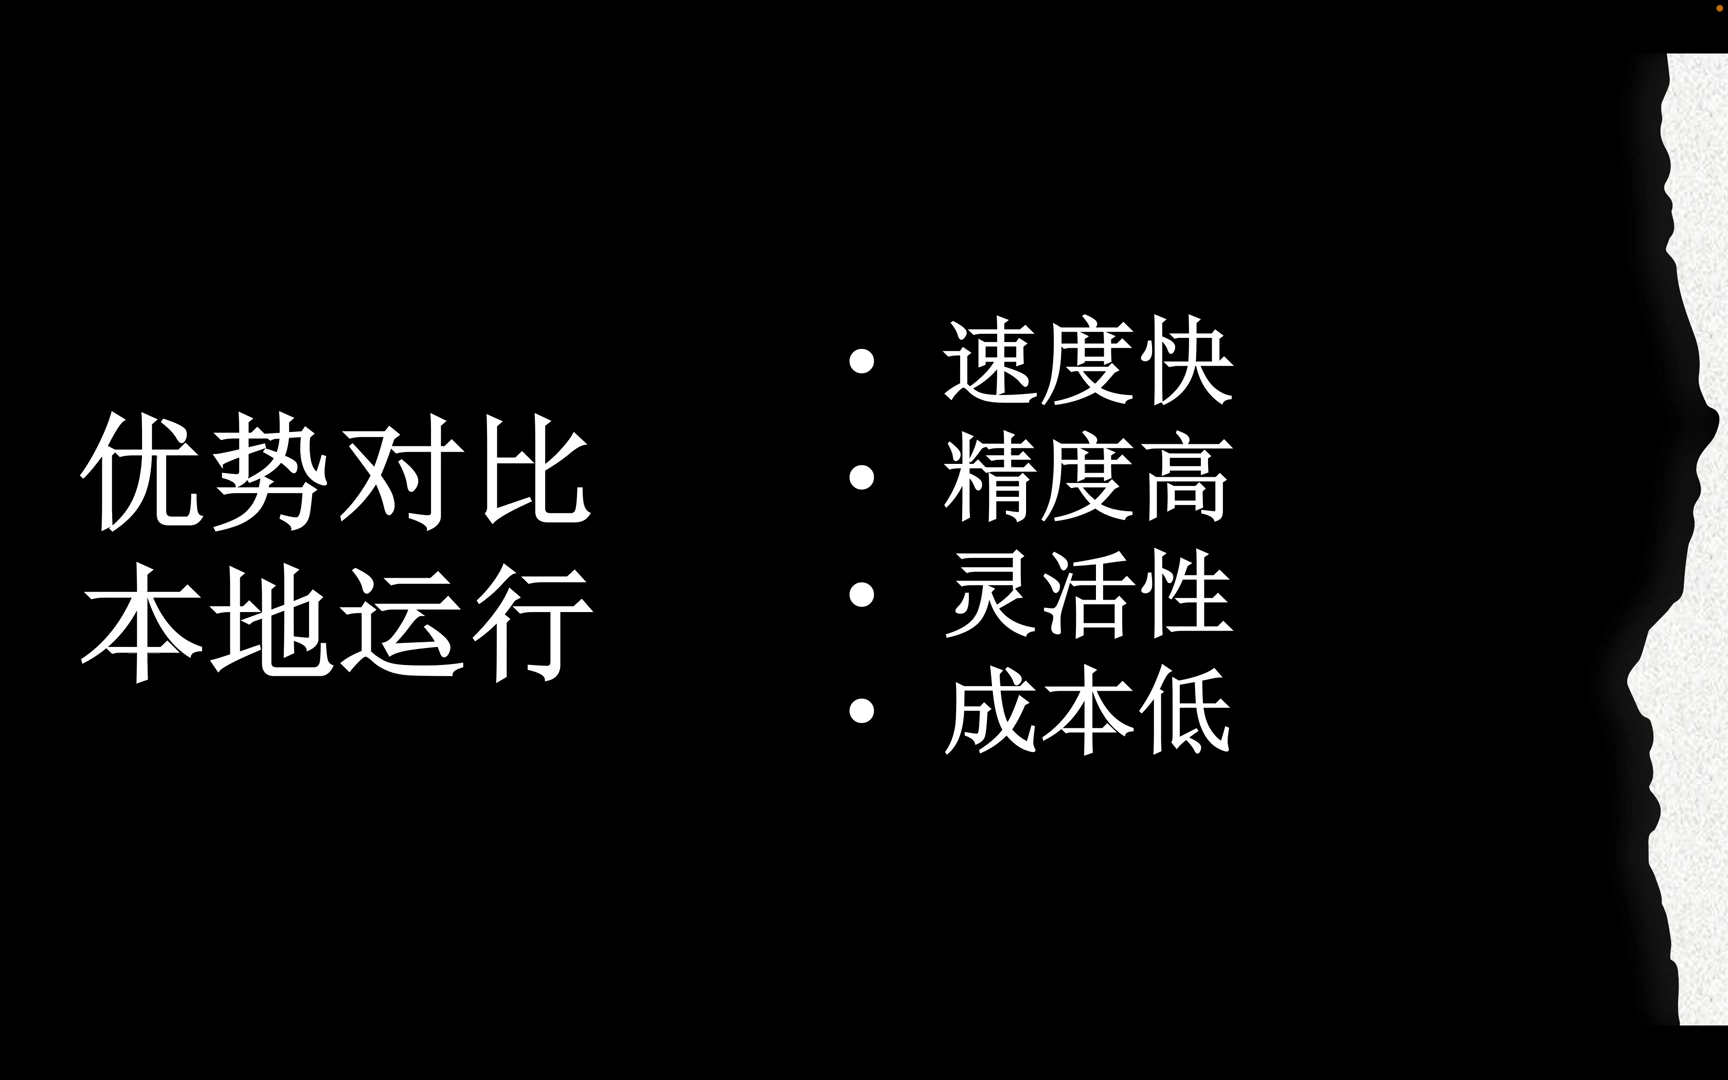 优势对比
本地运行
• 速度快
• 精度高
• 灵活性
• 成本低